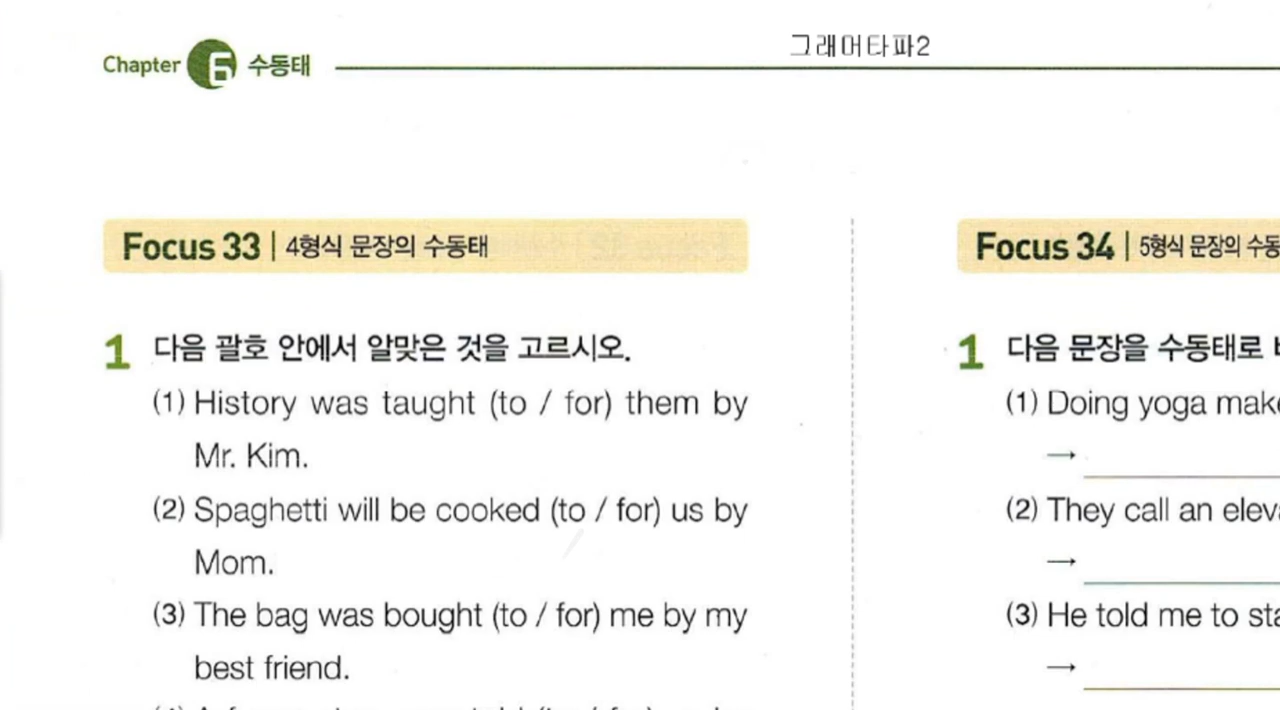 Chapter 6 수동태
그래머타파2
Focus 33 | 4형식 문장의 수동태
1 다음 괄호 안에서 알맞은 것을 고르시오.
(1) History was taught (to / for) them by
Mr. Kim.
(2) Spaghetti will be cooked (to / for) us by
Mom.
(3) The bag was bought (to / for) me by my
best friend.
Focus 34 | 5형식 문장의 수동
1 다음 문장을 수동태로
(1) Doing yoga make
→
(2) They call an eleva
→
(3) He told me to sta
→